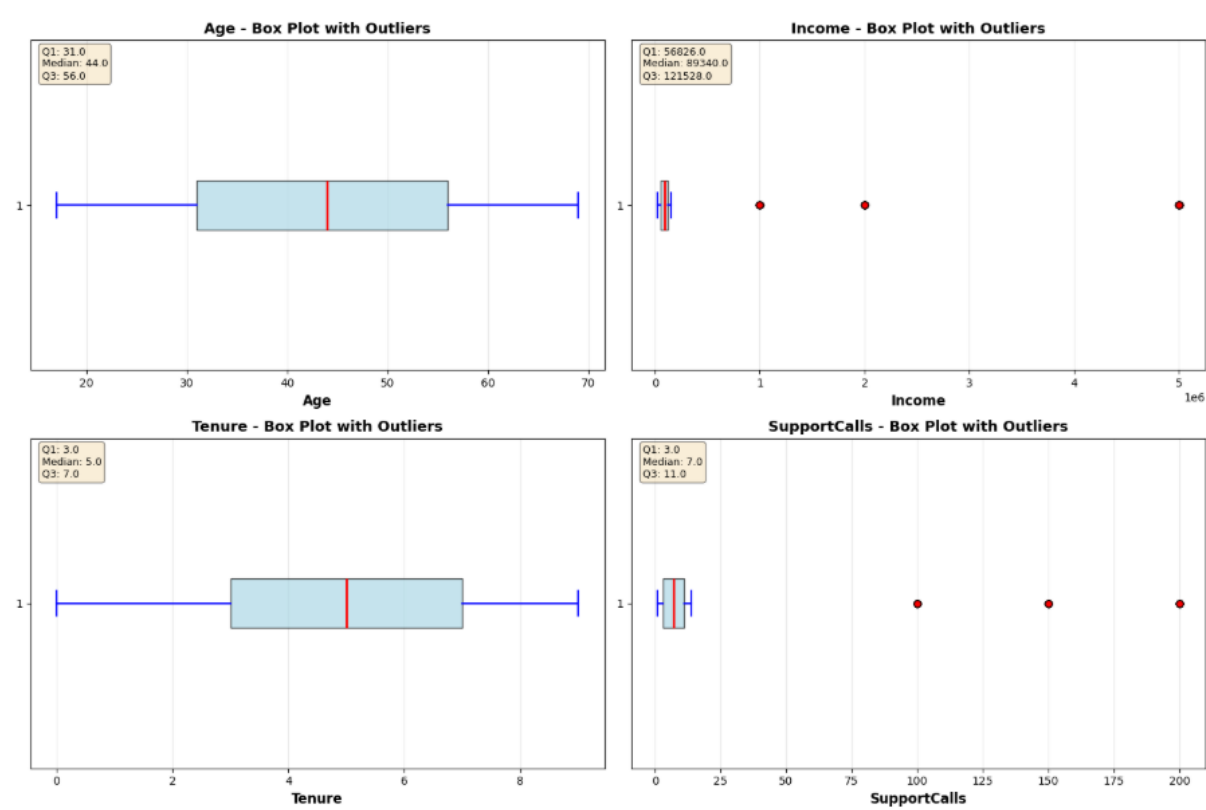 Age - Box Plot with Outliers
Q1: 31.0
Median: 44.0
Q3: 56.0
1
20 30 40 50 60 70
Age
Income - Box Plot with Outliers
Q1: 56826.0
Median: 89340.0
Q3: 121528.0
1
0 1 2 3 4 5
1e6
Income
Tenure - Box Plot with Outliers
Q1: 3.0
Median: 5.0
Q3: 7.0
1
0 2 4 6 8
Tenure
SupportCalls - Box Plot with Outliers
Q1: 3.0
Median: 7.0
Q3: 11.0
1
0 25 50 75 100 125 150 175 200
SupportCalls